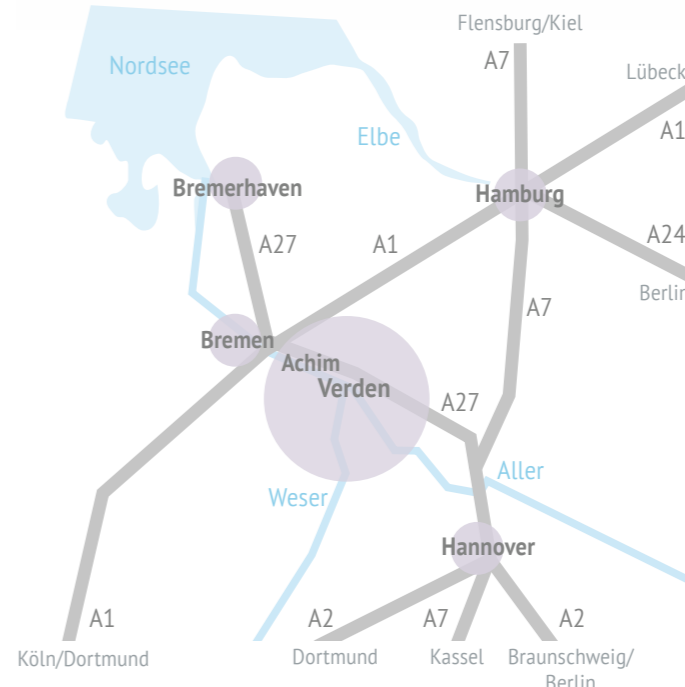 Flensburg/Kiel
Nordsee
A7
Lübeck
A1
Elbe
Bremerhaven
Hamburg
A27
A1
A24
Berlin
A7
Bremen
Achim
Verden
A27
Aller
Weser
Hannover
A1
A2
A7
A2
Köln/Dortmund
Dortmund
Kassel
Braunschweig/
Berlin